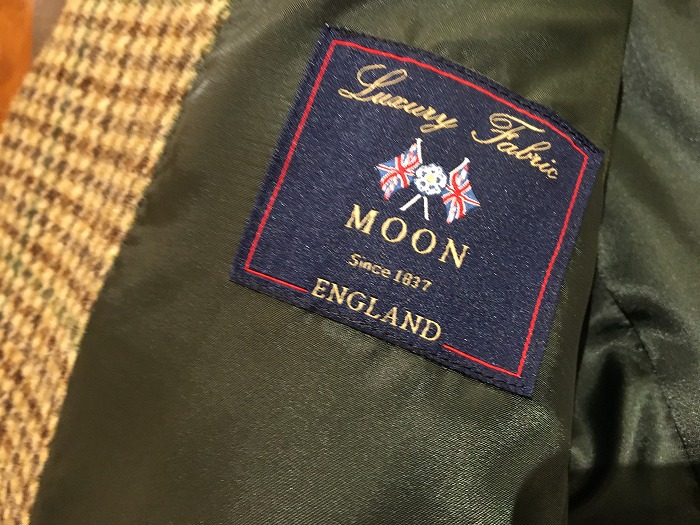 Luxury Fabric
MOON
Since 1837
ENGLAND